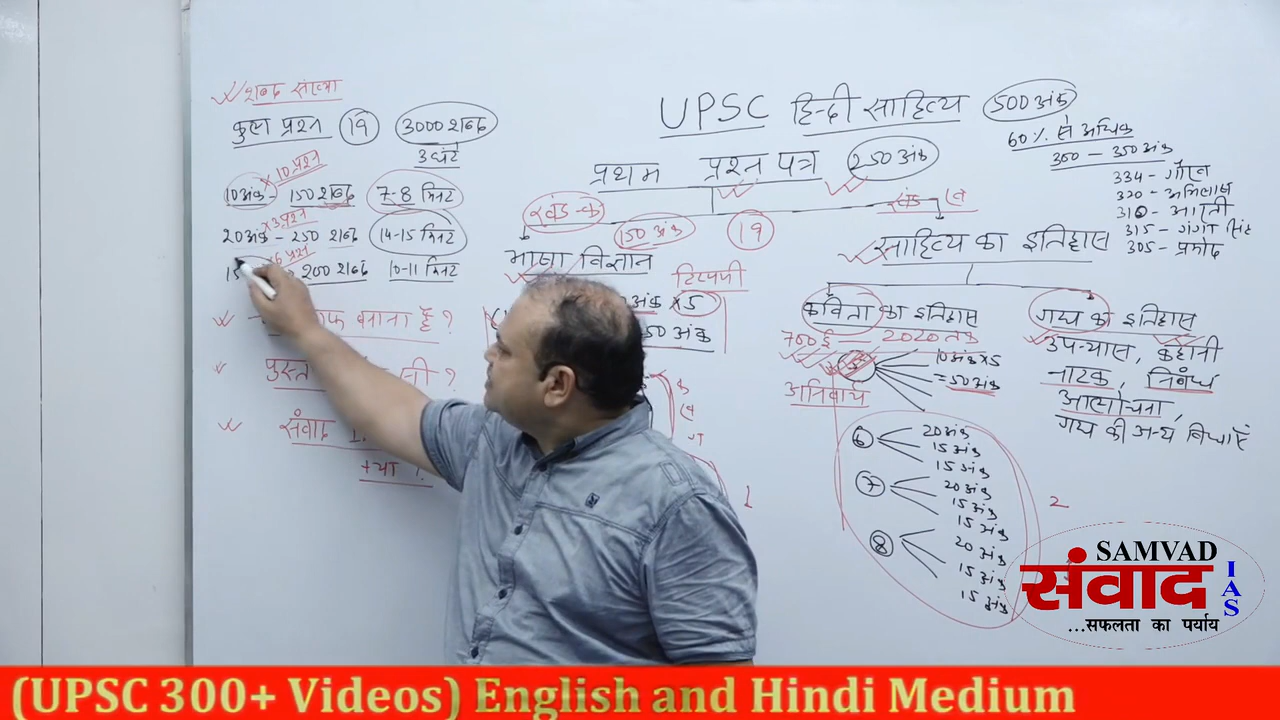 शब्द संख्या
कुल प्रश्न 19 3000 शब्द
3 घंटे
10 प्रश्न
10 अंक - 150 शब्द 7-8 मिनट
3 प्रश्न
20 अंक - 250 शब्द 14-15 मिनट
6 प्रश्न
15 200 शब्द 10-11 मिनट
बनाना है ?
पुस्त
संवाद
क्या ?
UPSC हिन्दी साहित्य 500 अंक
60% से अधिक
300 - 350 अंक
334 - गौरव
320 - अभिलाष
310 - आरती
315 - गंगा सिंह
305 - प्रमोद
प्रथम प्रश्न पत्र 250 अंक
खंड-क
खंड ख
150 अंक
19
भाषा विज्ञान
टिप्पणी
अंक x 5
50 अंक
क
ख
ग
1
साहित्य का इतिहास
कविता का इतिहास
700 ई — 2020 तक
5
10 अंक x 5
= 50 अंक
अनिवार्य
6
20 अंक
15 अंक
15 अंक
7
20 अंक
15 अंक
15 अंक
8
20 अंक
15 अंक
15 अंक
2
गद्य का इतिहास
उपन्यास, कहानी
नाटक, निबंध
आलोचना,
गद्य की अन्य विधाएँ
SAMVAD
संवाद
IAS
...सफलता का पर्याय
(UPSC 300+ Videos) English and Hindi Medium